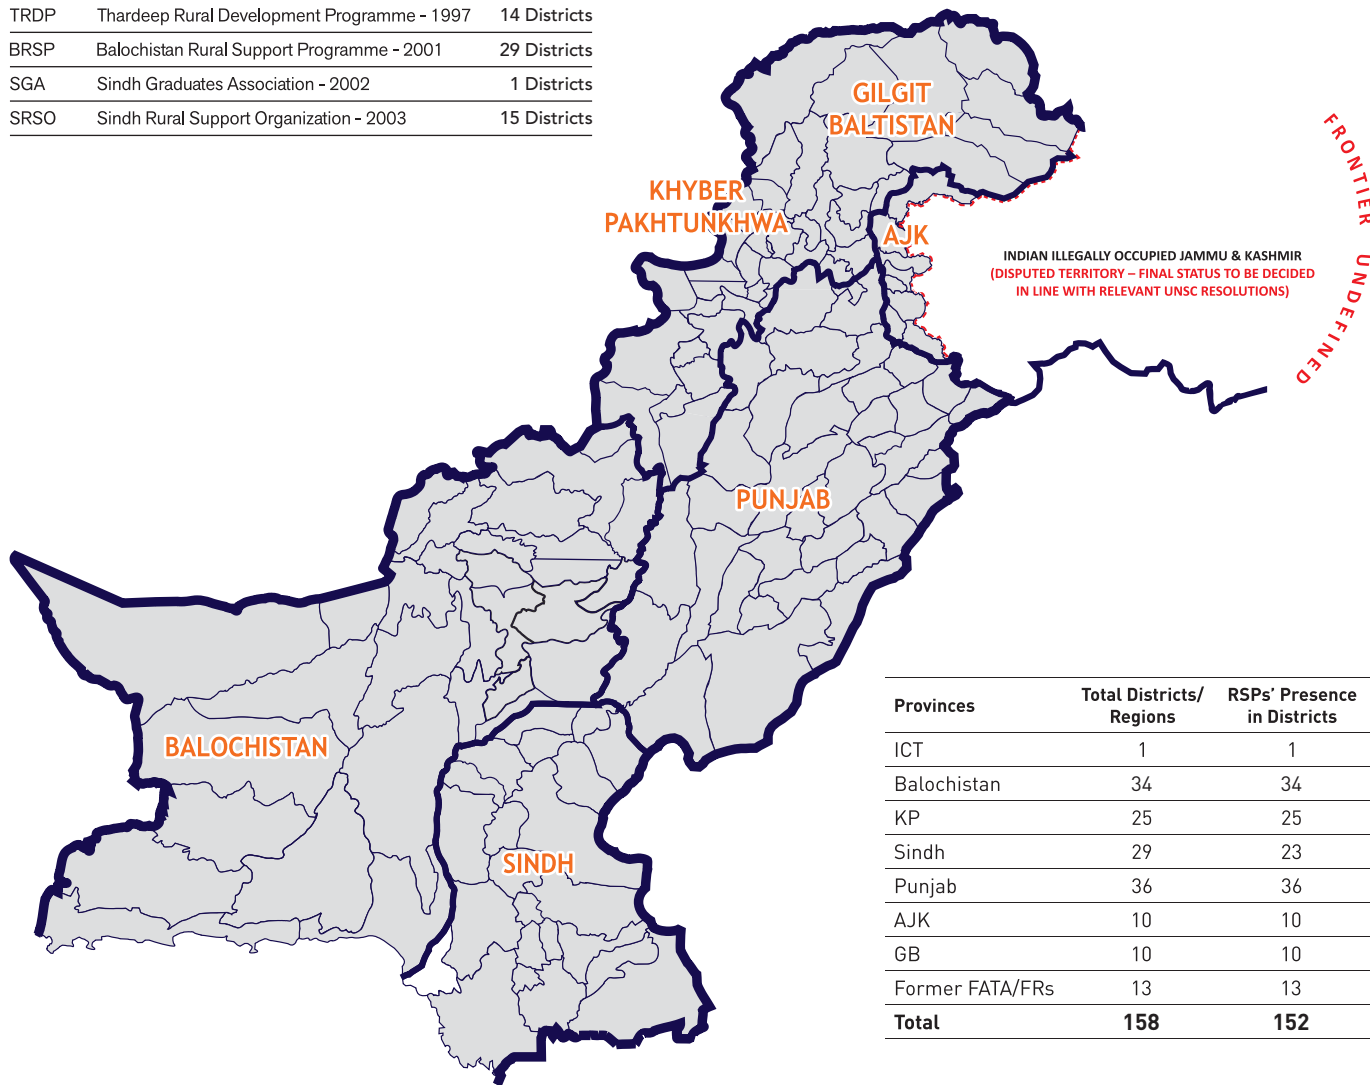 TRDP Thardeep Rural Development Programme - 1997 14 Districts
BRSP Balochistan Rural Support Programme - 2001 29 Districts
SGA Sindh Graduates Association - 2002 1 Districts
SRSO Sindh Rural Support Organization - 2003 15 Districts
GILGIT
BALTISTAN
KHYBER
PAKHTUNKHWA
AJK
FRONTIER UNDEFINED
INDIAN ILLEGALLY OCCUPIED JAMMU & KASHMIR
(DISPUTED TERRITORY – FINAL STATUS TO BE DECIDED
IN LINE WITH RELEVANT UNSC RESOLUTIONS)
PUNJAB
BALOCHISTAN
SINDH
Provinces Total Districts/ RSPs' Presence
Regions in Districts
ICT 1 1
Balochistan 34 34
KP 25 25
Sindh 29 23
Punjab 36 36
AJK 10 10
GB 10 10
Former FATA/FRs 13 13
Total 158 152